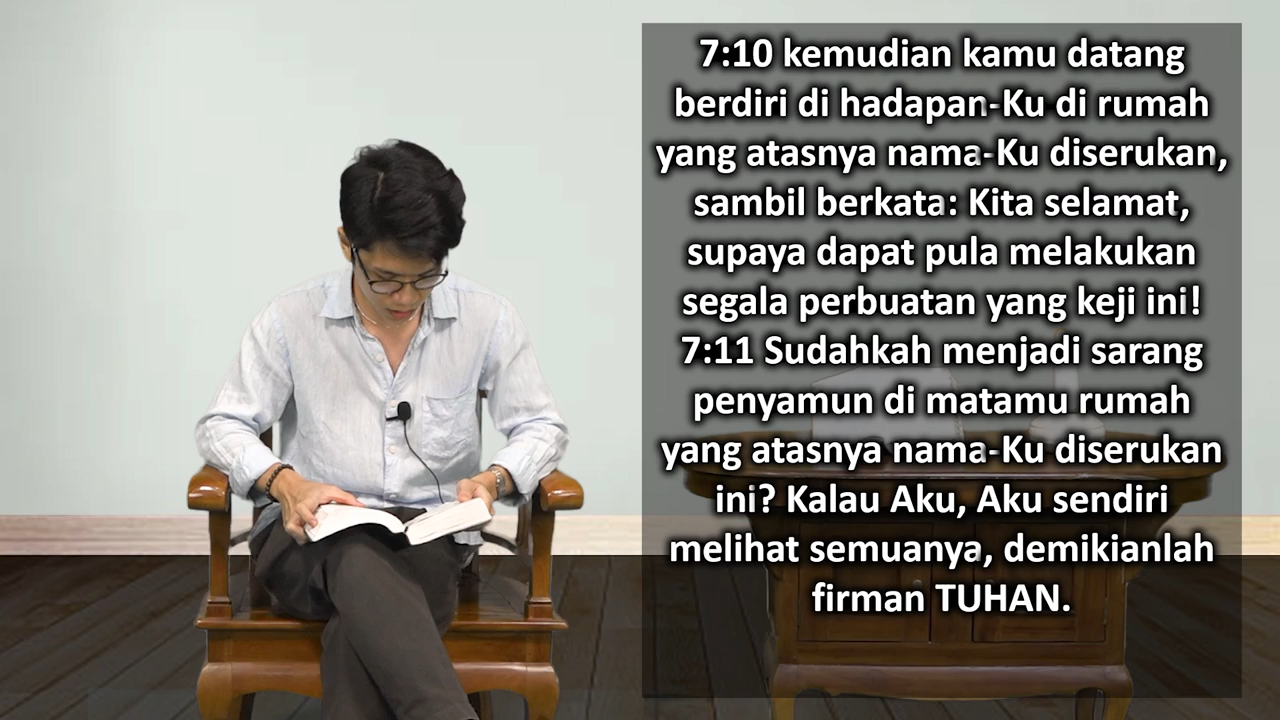 7:10 kemudian kamu datang
berdiri di hadapan-Ku di rumah
yang atasnya nama-Ku diserukan,
sambil berkata: Kita selamat,
supaya dapat pula melakukan
segala perbuatan yang keji ini!
7:11 Sudahkah menjadi sarang
penyamun di matamu rumah
yang atasnya nama-Ku diserukan
ini? Kalau Aku, Aku sendiri
melihat semuanya, demikianlah
firman TUHAN.